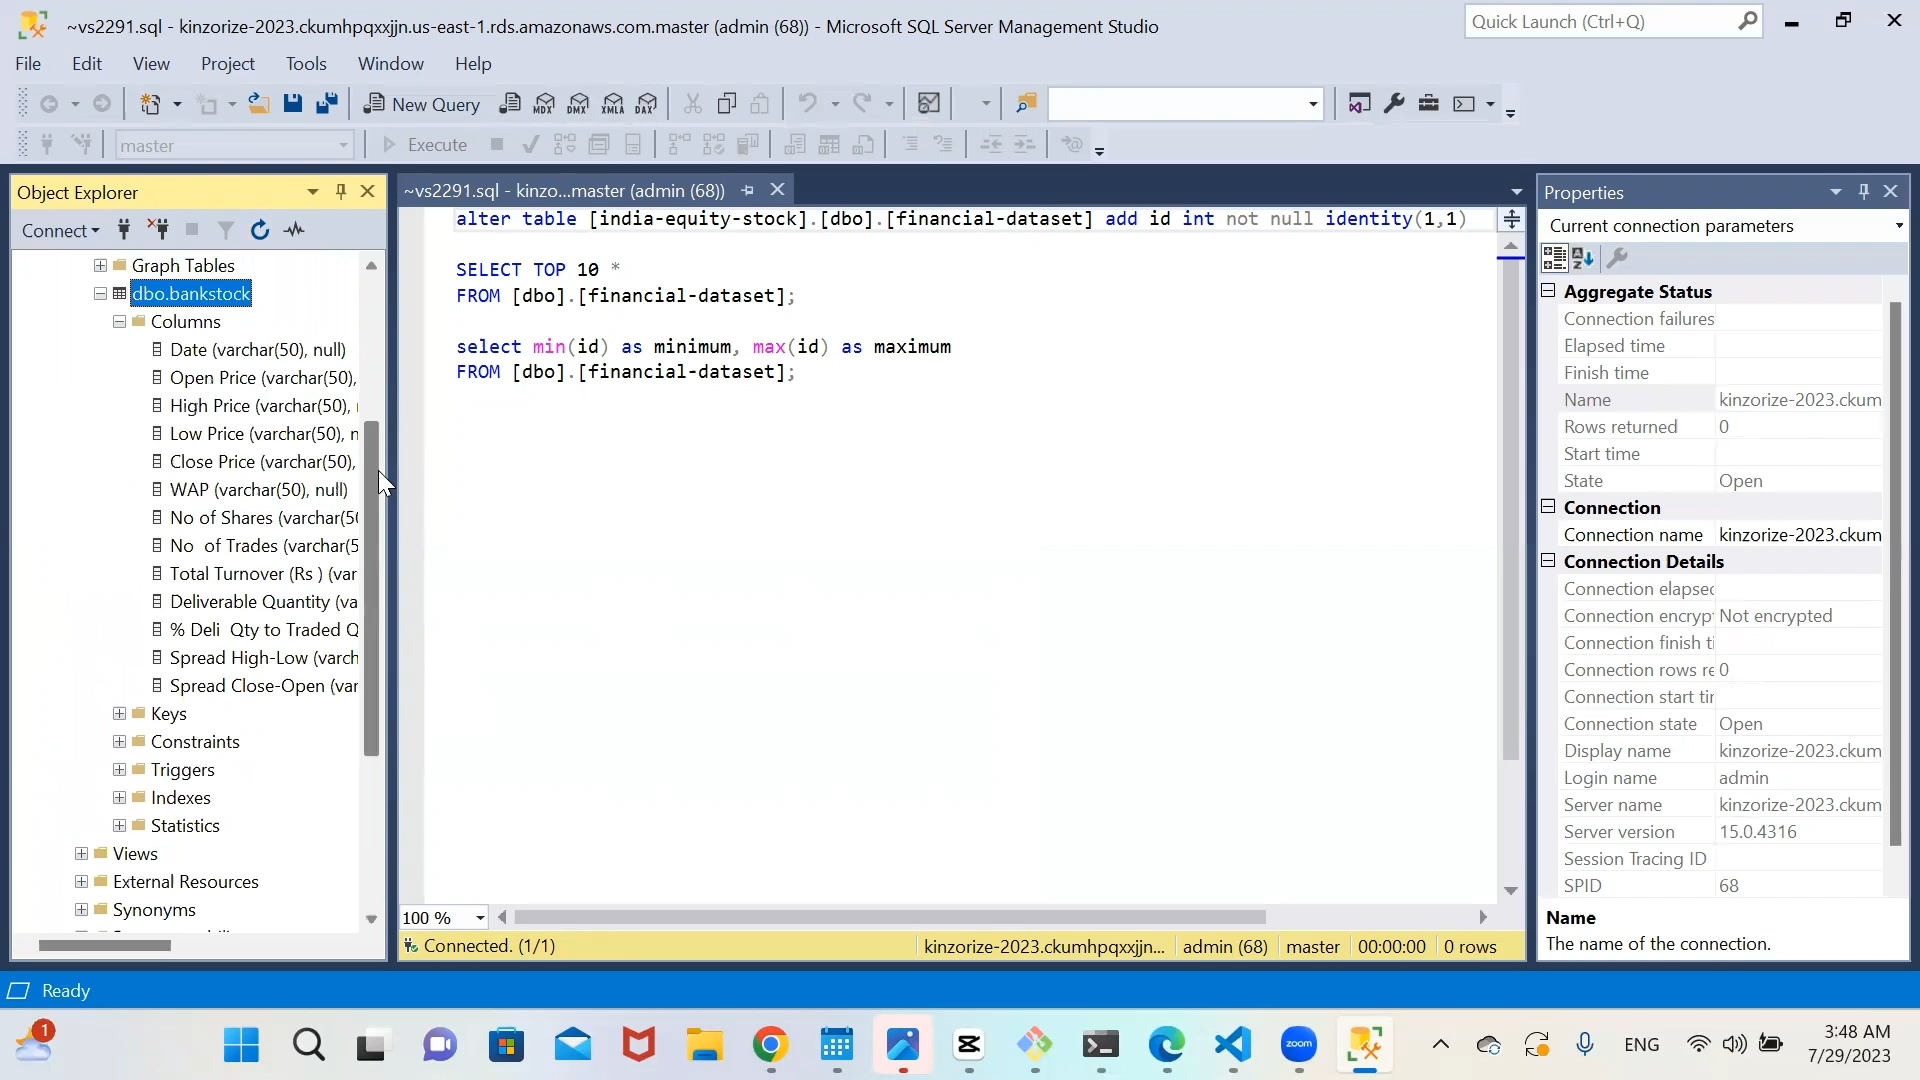 ~vs2291.sql - kinzorize-2023.ckumhpqxxjjn.us-east-1.rds.amazonaws.com.master (admin (68)) - Microsoft SQL Server Management Studio
Quick Launch (Ctrl+Q)
File Edit View Project Tools Window Help
New Query MDX DMX XMLA DAX
master
Execute
Object Explorer
Connect
Graph Tables
dbo.bankstock
Columns
Date (varchar(50), null)
Open Price (varchar(50),
High Price (varchar(50),
Low Price (varchar(50), n
Close Price (varchar(50),
WAP (varchar(50), null)
No of Shares (varchar(50
No  of Trades (varchar(5
Total Turnover (Rs ) (var
Deliverable Quantity (va
% Deli  Qty to Traded Q
Spread High-Low (varch
Spread Close-Open (var
Keys
Constraints
Triggers
Indexes
Statistics
Views
External Resources
Synonyms
~vs2291.sql - kinzo...master (admin (68))
alter table [india-equity-stock].[dbo].[financial-dataset] add id int not null identity(1,1)
SELECT TOP 10 *
FROM [dbo].[financial-dataset];
select min(id) as minimum, max(id) as maximum
FROM [dbo].[financial-dataset];
100 %
Connected. (1/1)
kinzorize-2023.ckumhpqxxjjn... admin (68) master 00:00:00 0 rows
Properties
Current connection parameters
Aggregate Status
Connection failures
Elapsed time
Finish time
Name kinzorize-2023.ckum
Rows returned 0
Start time
State Open
Connection
Connection name kinzorize-2023.ckum
Connection Details
Connection elapsed
Connection encryp Not encrypted
Connection finish ti
Connection rows re 0
Connection start tir
Connection state Open
Display name kinzorize-2023.ckum
Login name admin
Server name kinzorize-2023.ckum
Server version 15.0.4316
Session Tracing ID
SPID 68
Name
The name of the connection.
Ready
1
zoom
ENG
3:48 AM
7/29/2023